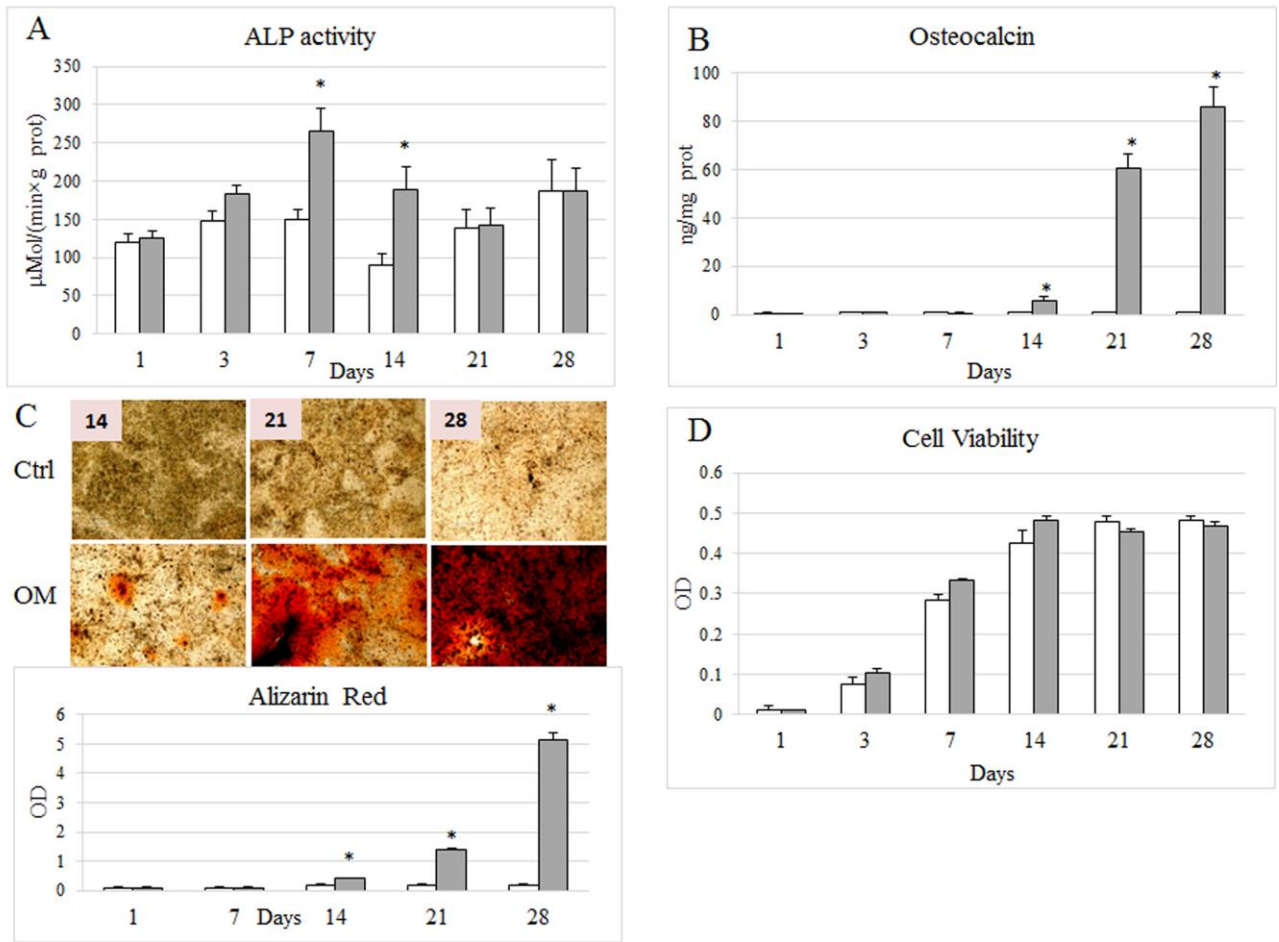 A
ALP activity
350
300
250
200
150
100
50
0
µMol/(min×g prot)
*
*
1 3 7 14 21 28
Days
B
Osteocalcin
100
80
60
40
20
0
ng/mg prot
*
*
*
1 3 7 14 21 28
Days
C
14 21 28
Ctrl
OM
Alizarin Red
6
5
4
3
2
1
0
OD
*
*
*
1 7 Days 14 21 28
D
Cell Viability
0.6
0.5
0.4
0.3
0.2
0.1
0
OD
1 3 7 14 21 28
Days